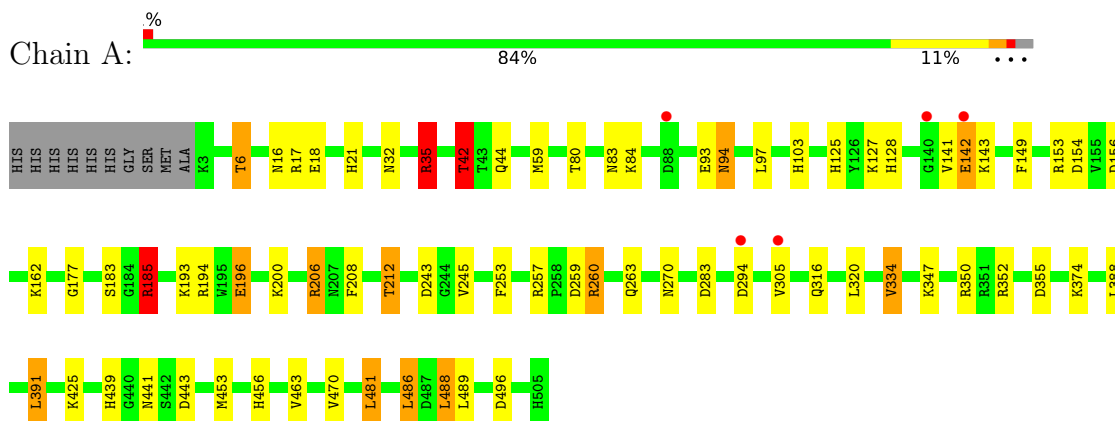 .%
Chain A:
84% 11% • • •
HIS HIS HIS HIS HIS HIS GLY SER MET ALA K3 T6 N16 R17 E18 H21 N32 R35 T42 T43 Q44 M59 T80 N83 K84 D88 E93 N94 L97 H103 H125 Y126 K127 H128 G140 V141 E142 K143 F149 R153 D154 V155 D156
K162 G177 S183 G184 R185 K193 R194 W195 E196 K200 R206 N207 F208 T212 D243 G244 V245 F253 R257 P258 D259 R260 Q263 N270 D283 D294 V305 Q316 L320 V334 K347 R350 R351 R352 D355 K374 L388
L391 K425 H439 G440 N441 S442 D443 M453 H456 V463 V470 L481 L486 D487 L488 L489 D496 H505